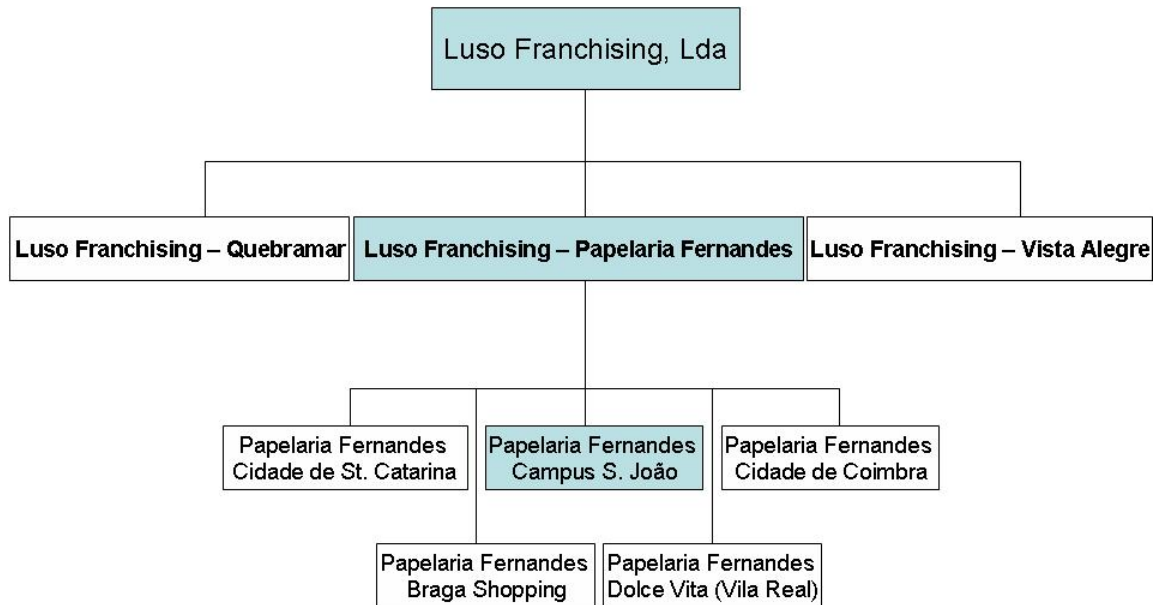 Luso Franchising, Lda
Luso Franchising – Quebramar
Luso Franchising – Papelaria Fernandes
Luso Franchising – Vista Alegre
Papelaria Fernandes
Cidade de St. Catarina
Papelaria Fernandes
Campus S. João
Papelaria Fernandes
Cidade de Coimbra
Papelaria Fernandes
Braga Shopping
Papelaria Fernandes
Dolce Vita (Vila Real)